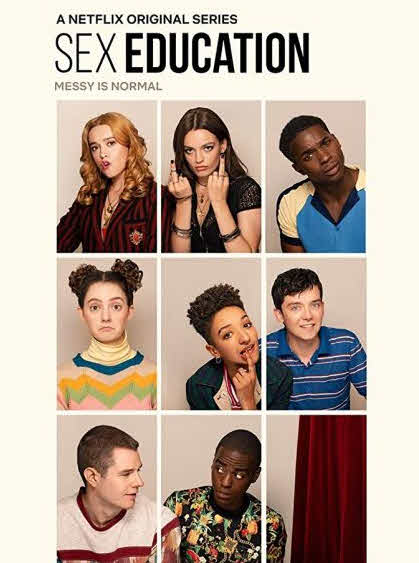 A NETFLIX ORIGINAL SERIES
SEX EDUCATION
MESSY IS NORMAL